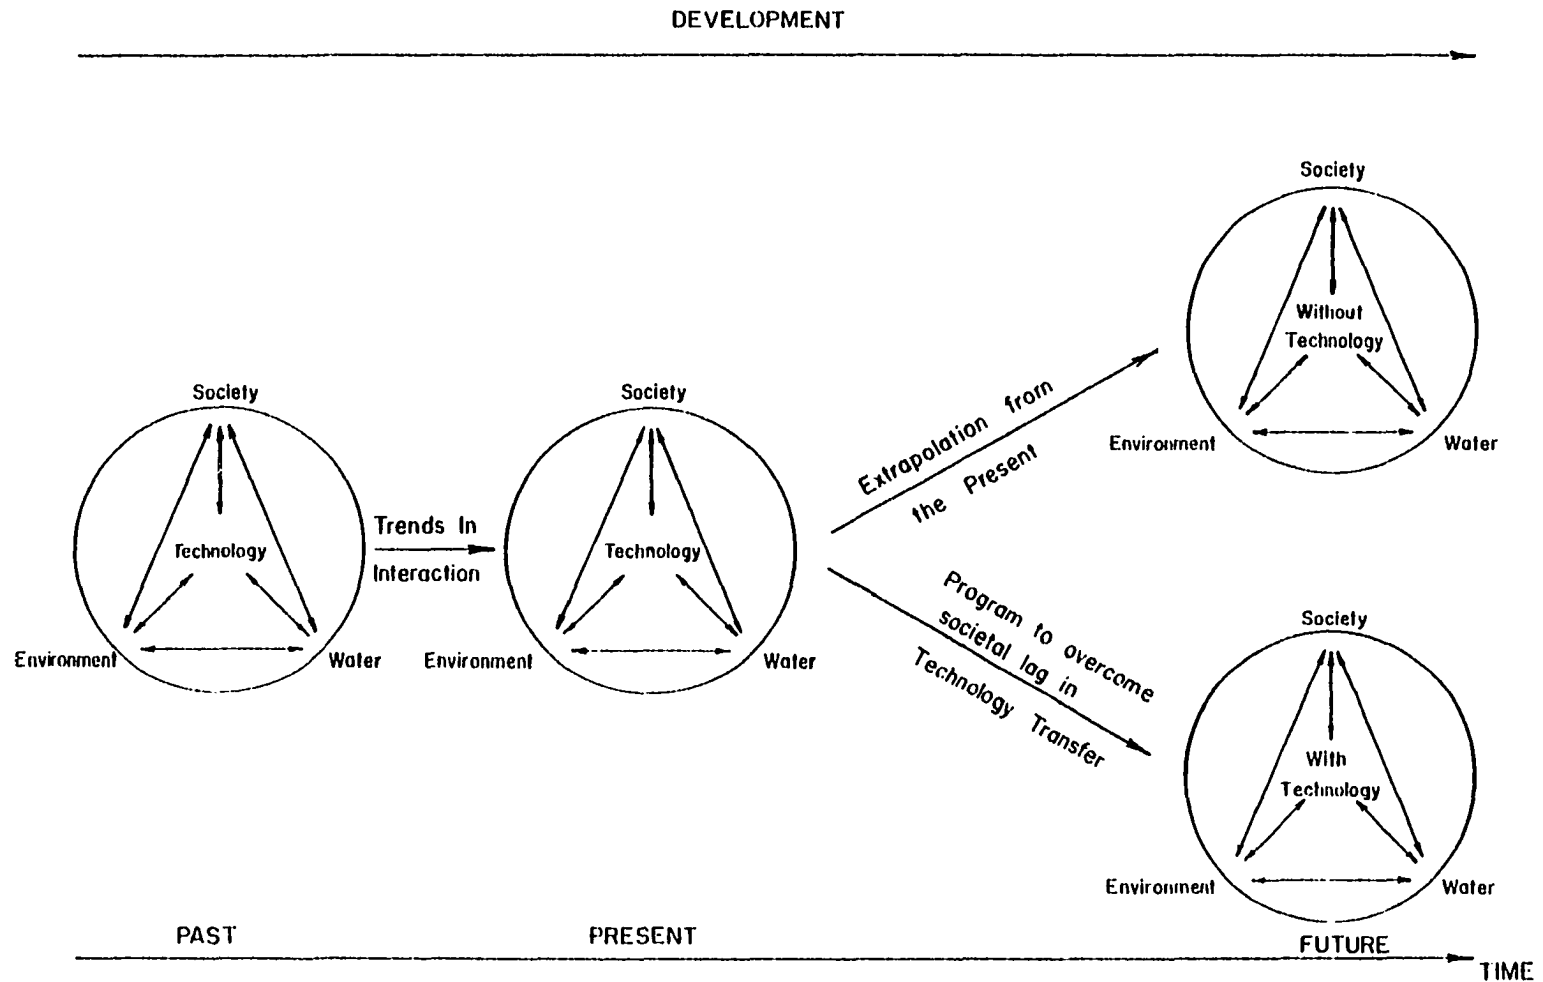 DEVELOPMENT
Society
Technology
Environment
Water
Trends In
Interaction
Society
Technology
Environment
Water
Extrapolation from
the Present
Society
Without
Technology
Environment
Water
Program to overcome
societal lag in
Technology Transfer
Society
With
Technology
Environment
Water
PAST
PRESENT
FUTURE
TIME